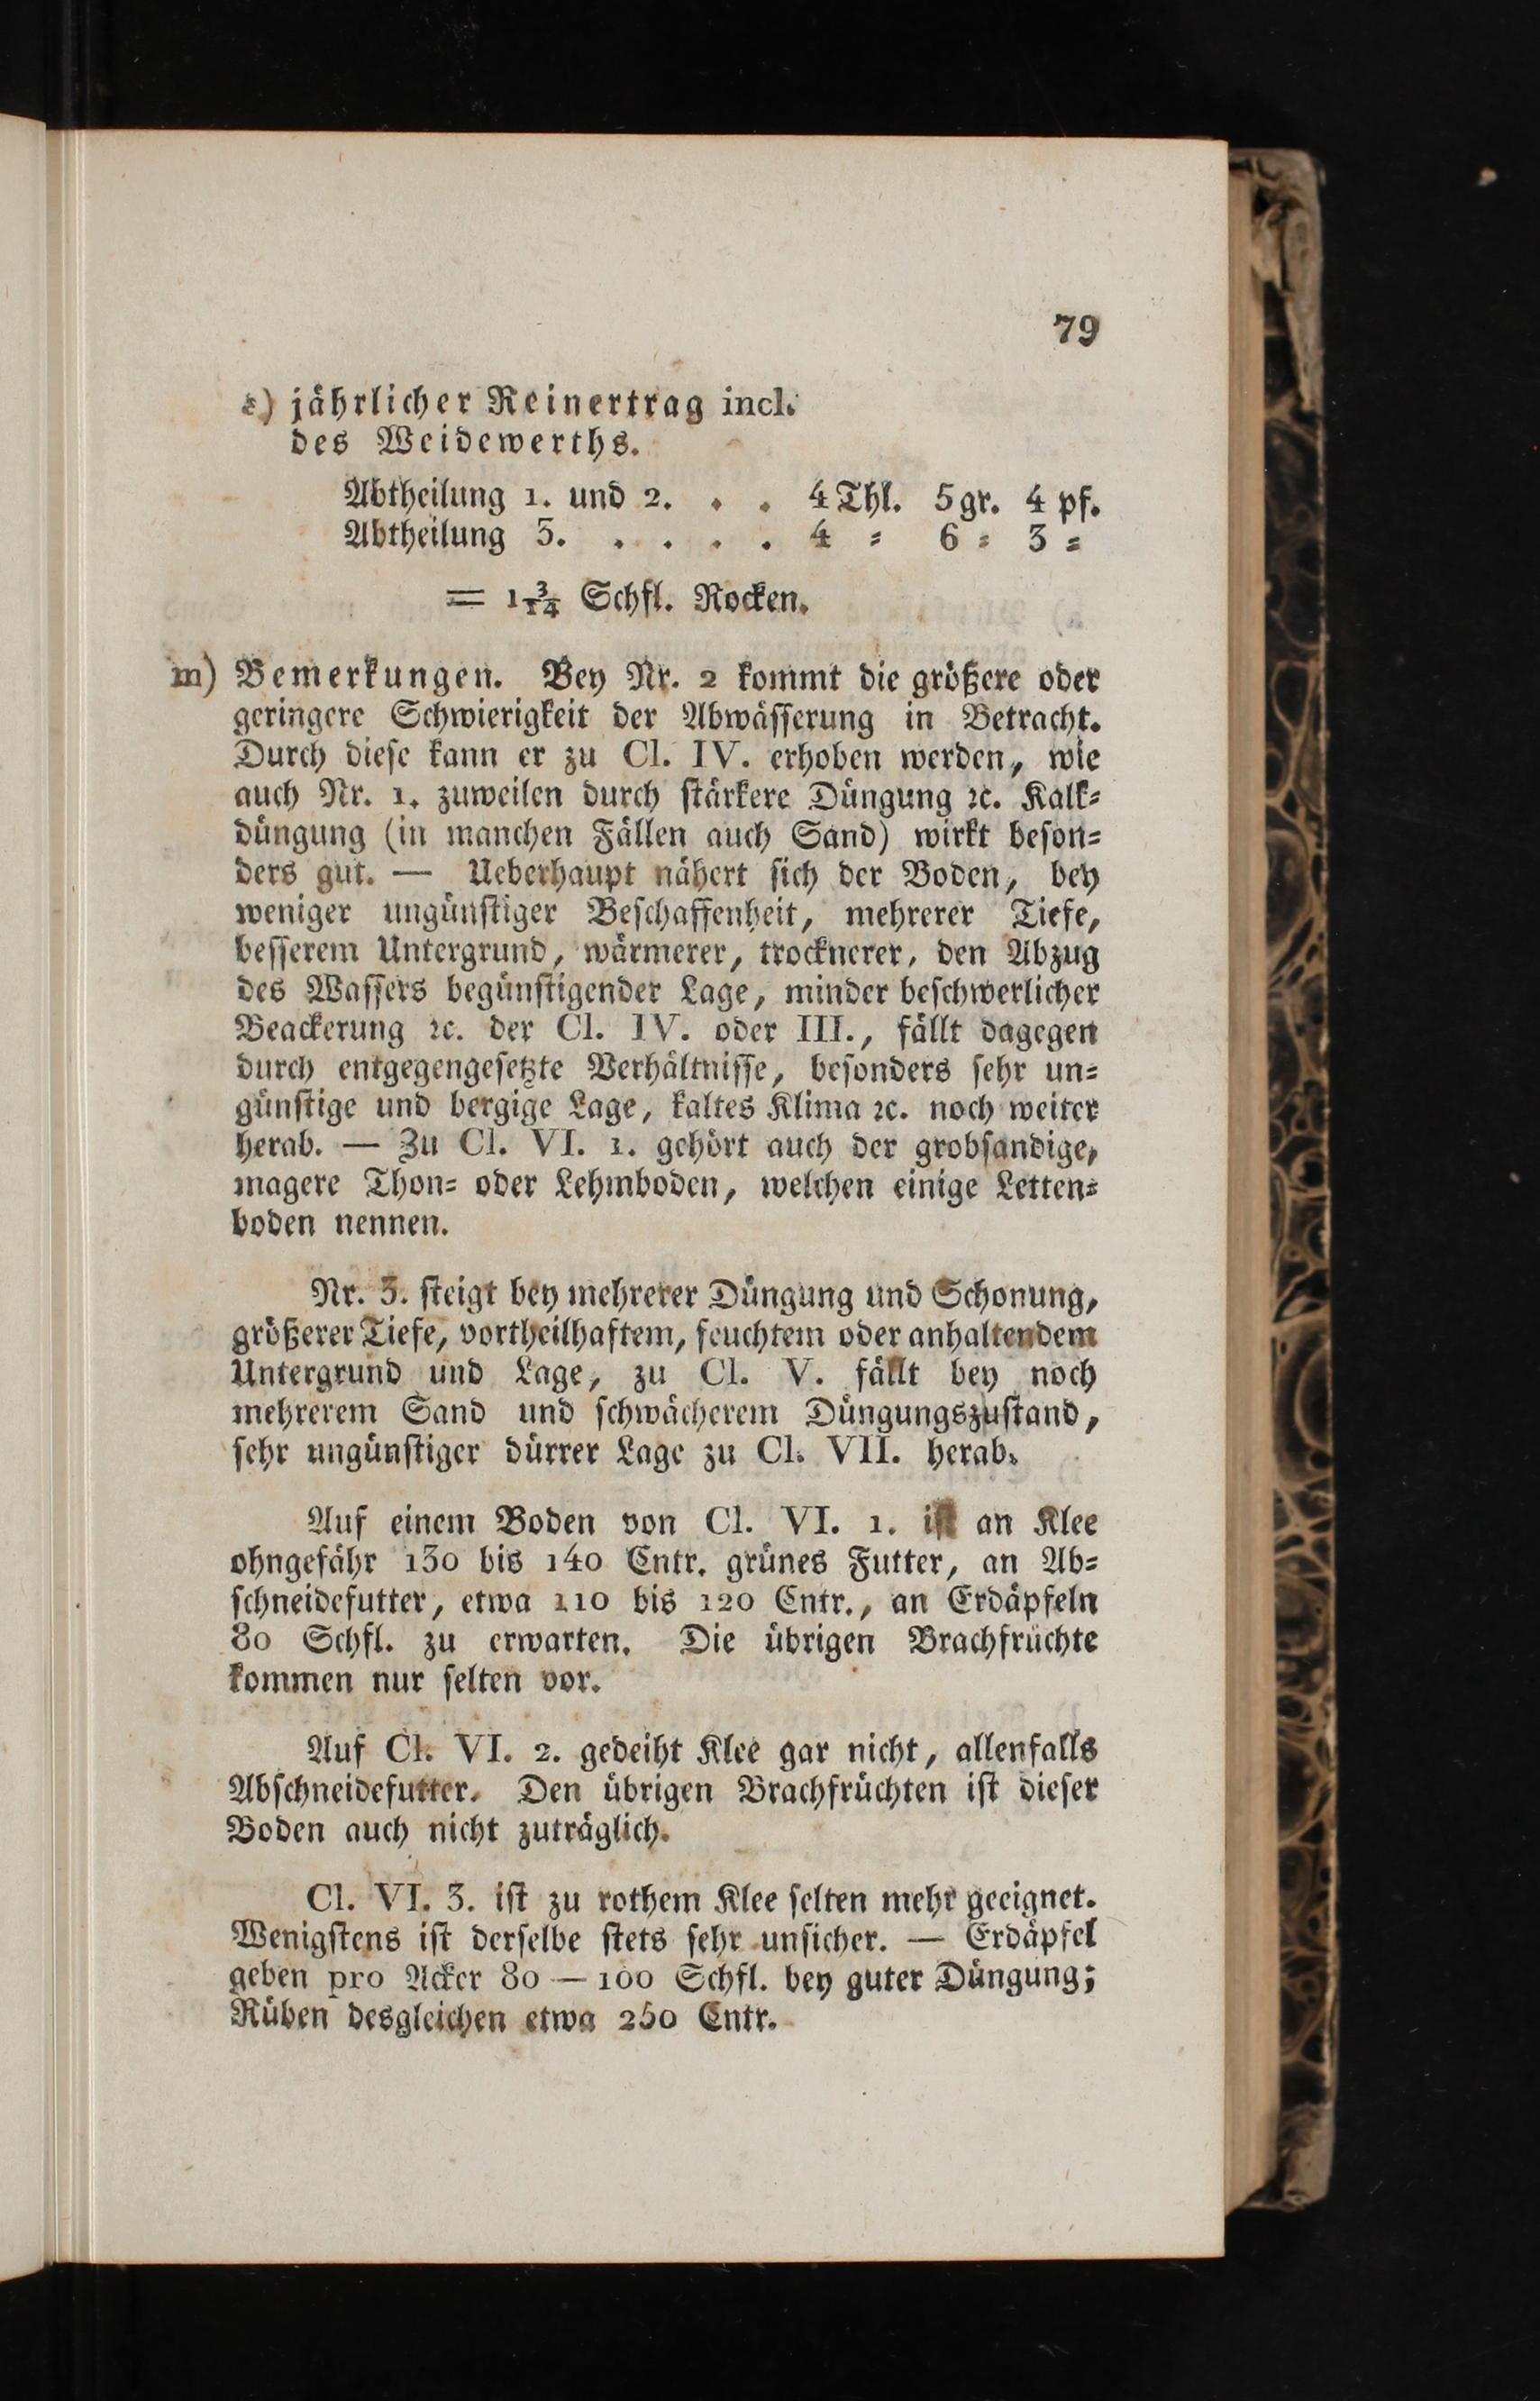 79
ε) jährlicher Reinertrag incl.
des Weidewerths.
Abtheilung 1. und 2. . . 4 Thl. 5 gr. 4 pf.
Abtheilung 3. . . . . . 4 = 6 = 3 =
= 1 3/14 Schfl. Rocken.
m) Bemerkungen. Bey Nr. 2 kommt die größere oder
geringere Schwierigkeit der Abwässerung in Betracht.
Durch diese kann er zu Cl. IV. erhoben werden, wie
auch Nr. 1. zuweilen durch stärkere Düngung ꝛc. Kalk=
düngung (in manchen Fällen auch Sand) wirkt beson=
ders gut. — Ueberhaupt nähert sich der Boden, bey
weniger ungünstiger Beschaffenheit, mehrerer Tiefe,
besserem Untergrund, wärmerer, trocknerer, den Abzug
des Wassers begünstigender Lage, minder beschwerlicher
Beackerung ꝛc. der Cl. IV. oder III., fällt dagegen
durch entgegengesetzte Verhältnisse, besonders sehr un=
günstige und bergige Lage, kaltes Klima ꝛc. noch weiter
herab. — Zu Cl. VI. 1. gehört auch der grobsandige,
magere Thon= oder Lehmboden, welchen einige Letten=
boden nennen.
Nr. 3. steigt bey mehrerer Düngung und Schonung,
größerer Tiefe, vortheilhaftem, feuchtem oder anhaltendem
Untergrund und Lage, zu Cl. V. fällt bey noch
mehrerem Sand und schwächerem Düngungszustand,
sehr ungünstiger dürrer Lage zu Cl. VII. herab.
Auf einem Boden von Cl. VI. 1. ist an Klee
ohngefähr 130 bis 140 Cntr. grünes Futter, an Ab=
schneidefutter, etwa 110 bis 120 Cntr., an Erdäpfeln
80 Schfl. zu erwarten. Die übrigen Brachfrüchte
kommen nur selten vor.
Auf Cl. VI. 2. gedeiht Klee gar nicht, allenfalls
Abschneidefutter. Den übrigen Brachfrüchten ist dieser
Boden auch nicht zuträglich.
Cl. VI. 3. ist zu rothem Klee selten mehr geeignet.
Wenigstens ist derselbe stets sehr unsicher. — Erdäpfel
geben pro Acker 80 — 100 Schfl. bey guter Düngung;
Rüben desgleichen etwa 250 Cntr.